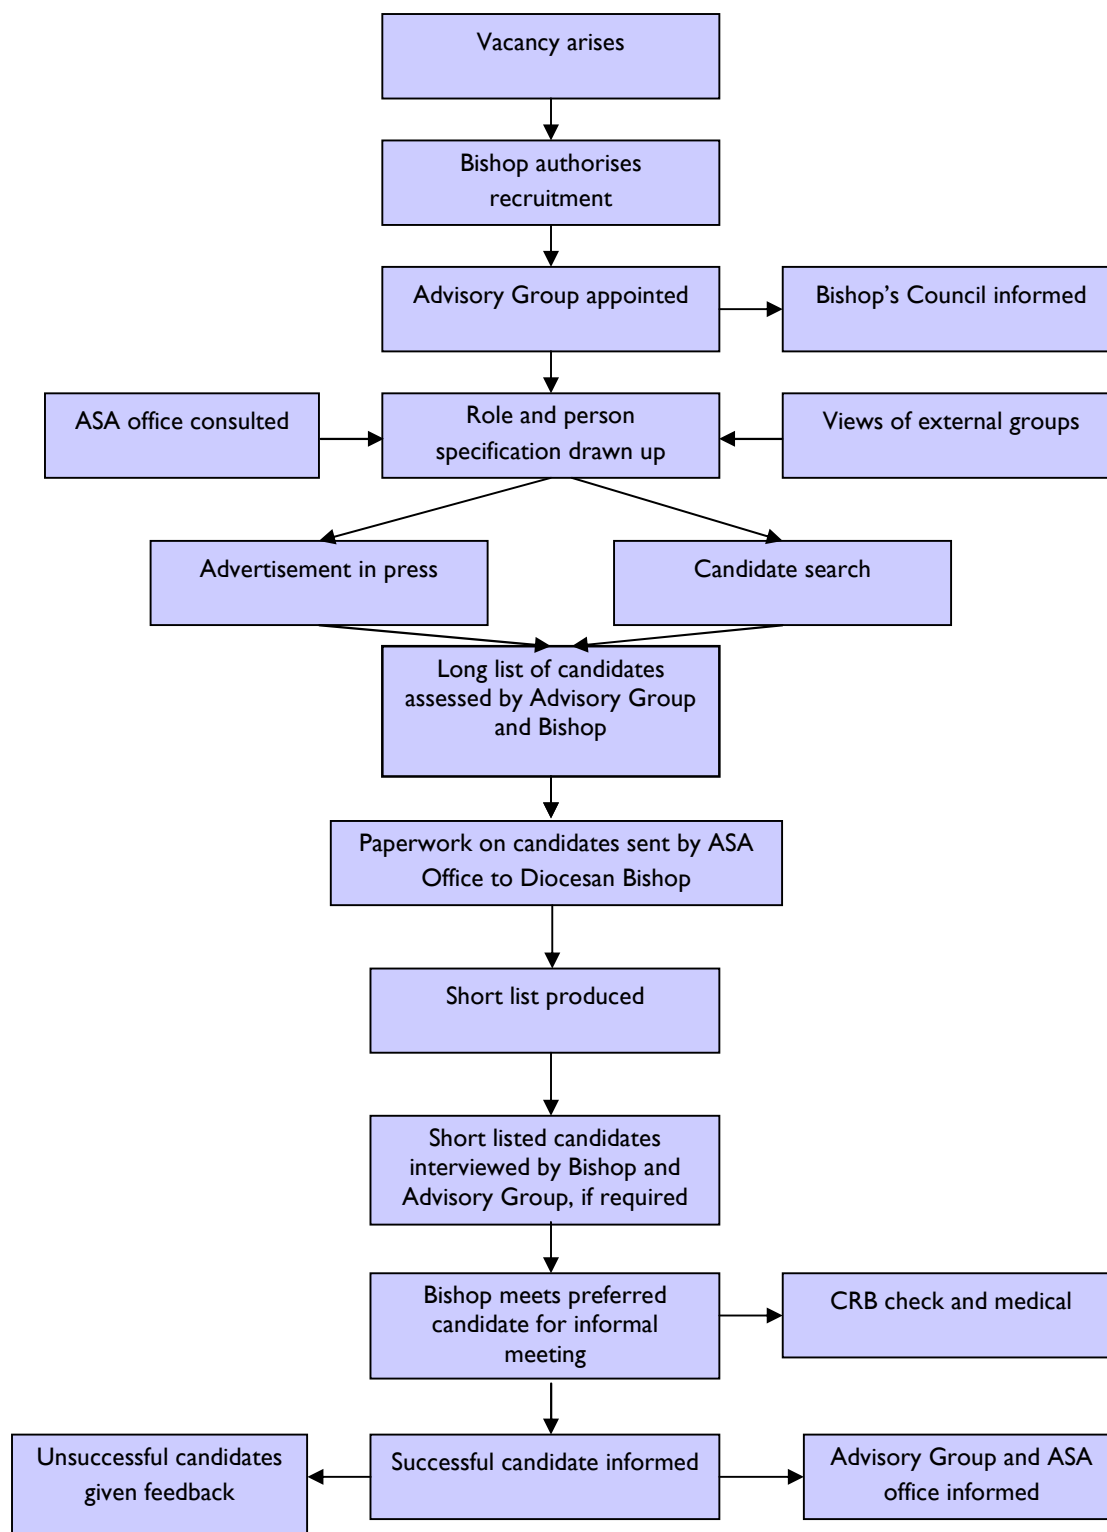 Vacancy arises
Bishop authorises
recruitment
Advisory Group appointed
Bishop’s Council informed
ASA office consulted
Role and person
specification drawn up
Views of external groups
Advertisement in press
Candidate search
Long list of candidates
assessed by Advisory Group
and Bishop
Paperwork on candidates sent by ASA
Office to Diocesan Bishop
Short list produced
Short listed candidates
interviewed by Bishop and
Advisory Group, if required
Bishop meets preferred
candidate for informal
meeting
CRB check and medical
Unsuccessful candidates
given feedback
Successful candidate informed
Advisory Group and ASA
office informed